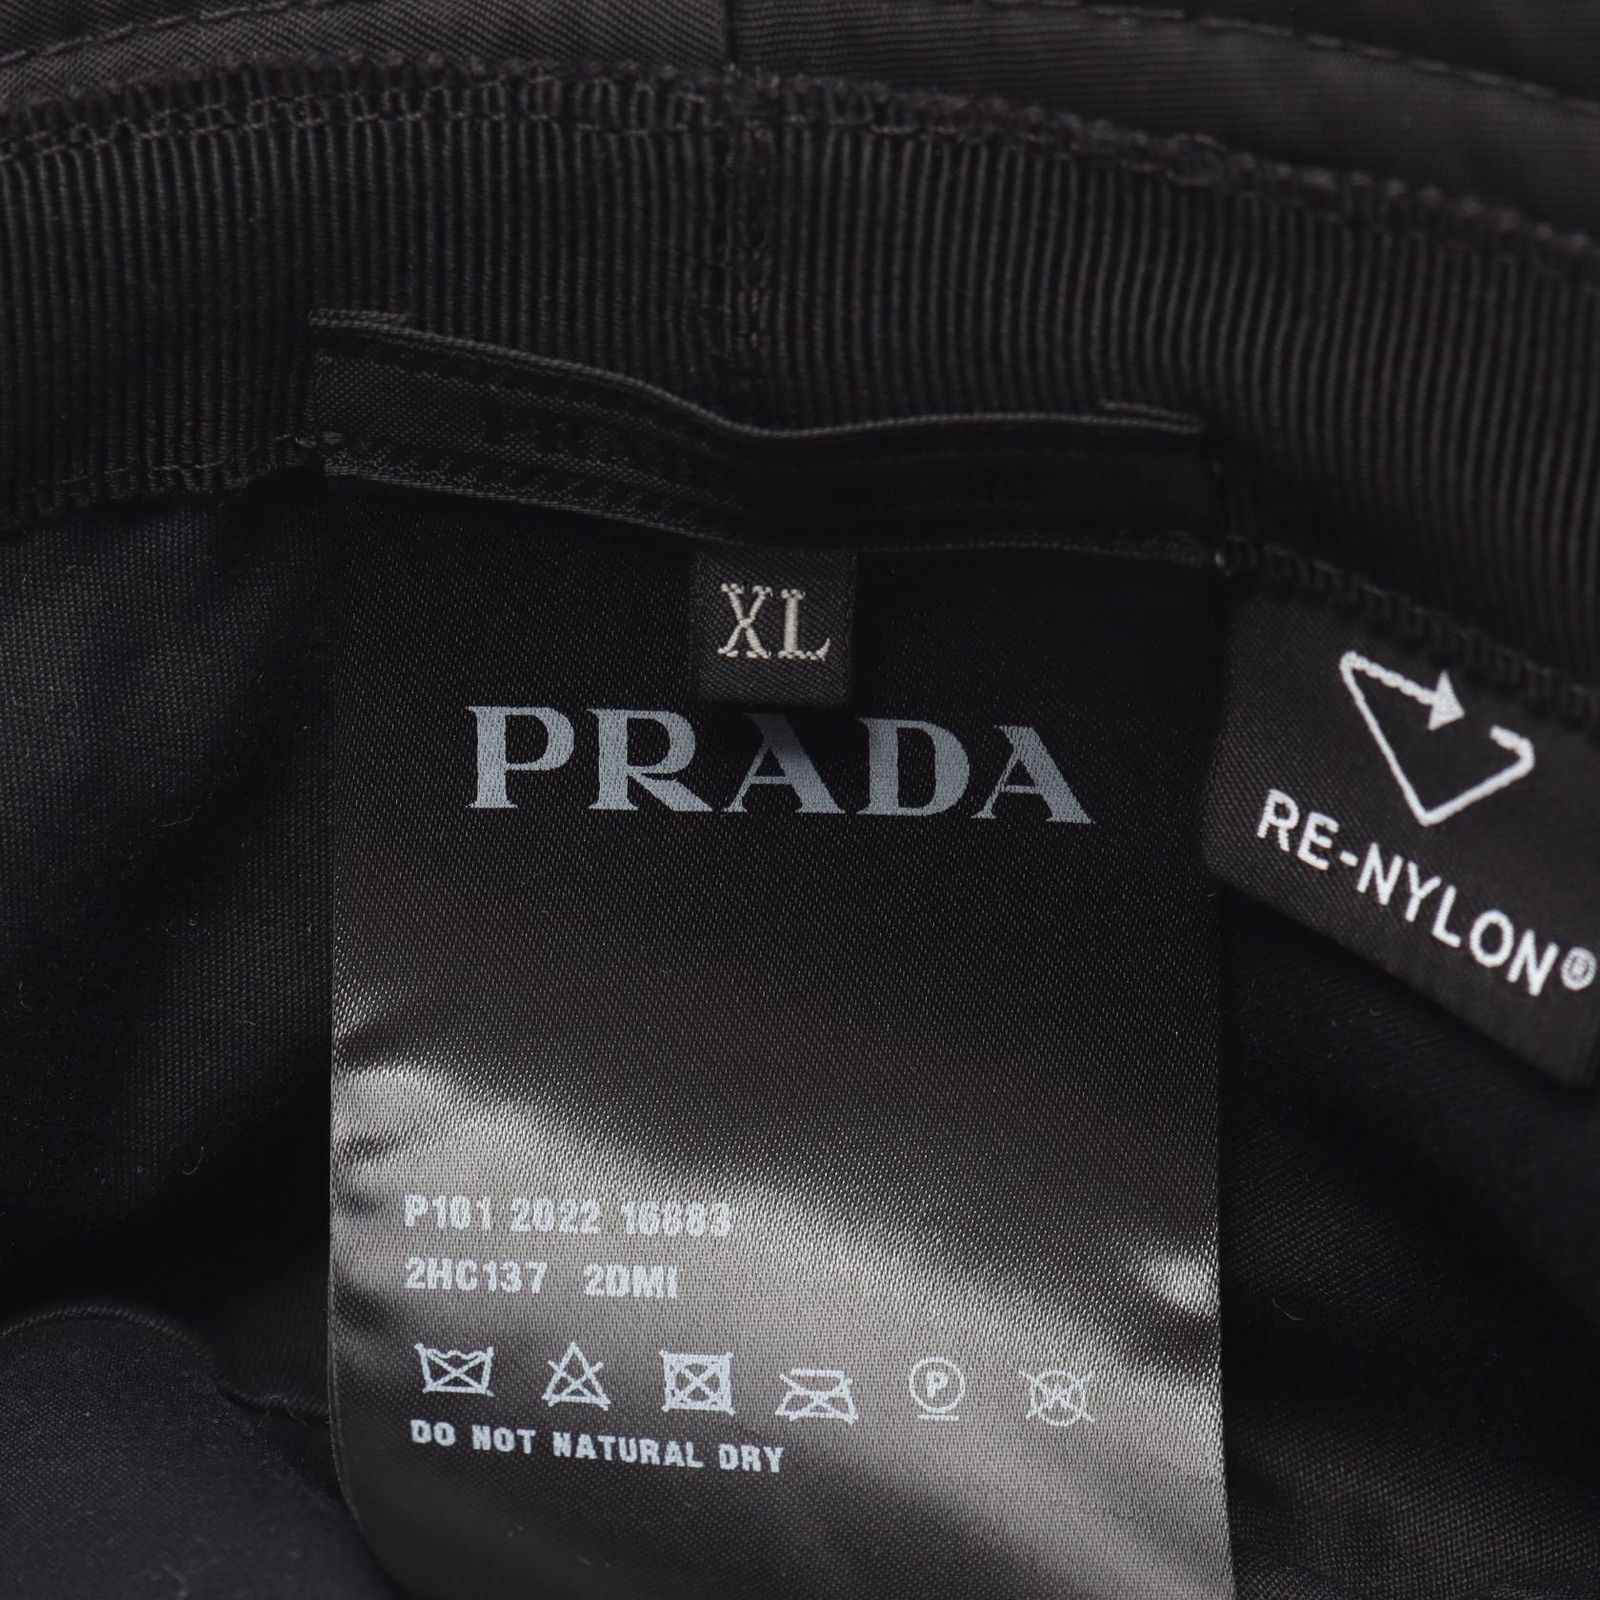 XL
PRADA
RE-NYLON®
P101 2022 16883
2HC137 2DMI
P
W
DO NOT NATURAL DRY